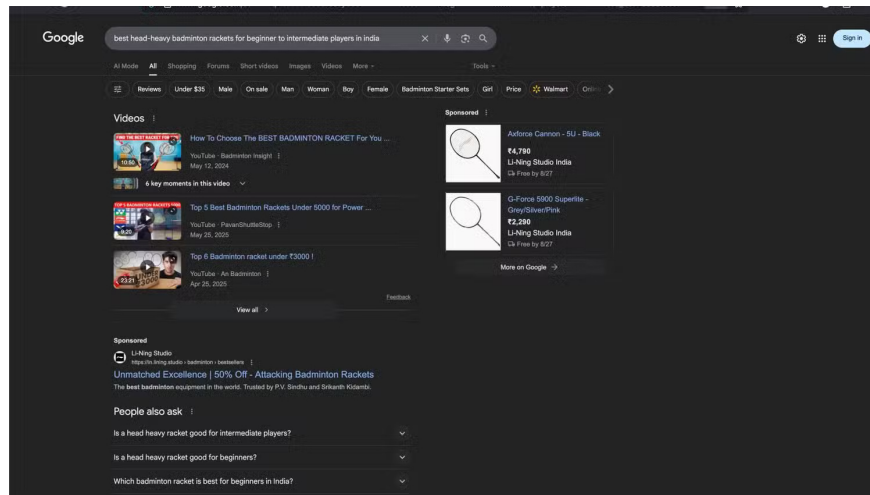 Google
best head-heavy badminton rackets for beginner to intermediate players in india
Sign in
AI Mode All Shopping Forums Short videos Images Videos More Tools
Reviews Under $35 Male On sale Man Woman Boy Female Badminton Starter Sets Girl Price Walmart
Videos
How To Choose The BEST BADMINTON RACKET For You ...
YouTube · Badminton Insight
May 12, 2024
10:50
6 key moments in this video
Top 5 Best Badminton Rackets Under 5000 for Power ...
YouTube · PavanShuttleStop
May 25, 2025
9:20
Top 6 Badminton racket under ₹3000 !
YouTube · An Badminton
Apr 25, 2025
23:21
Feedback
View all
Sponsored
Li-Ning Studio
https://in.lining.studio › badminton › bestsellers
Unmatched Excellence | 50% Off - Attacking Badminton Rackets
The best badminton equipment in the world. Trusted by P.V. Sindhu and Srikanth Kidambi.
People also ask
Is a head heavy racket good for intermediate players?
Is a head heavy racket good for beginners?
Which badminton racket is best for beginners in India?
Sponsored
Axforce Cannon - 5U - Black
₹4,790
Li-Ning Studio India
Free by 8/27
G-Force 5900 Superlite -
Grey/Silver/Pink
₹2,290
Li-Ning Studio India
Free by 8/27
More on Google